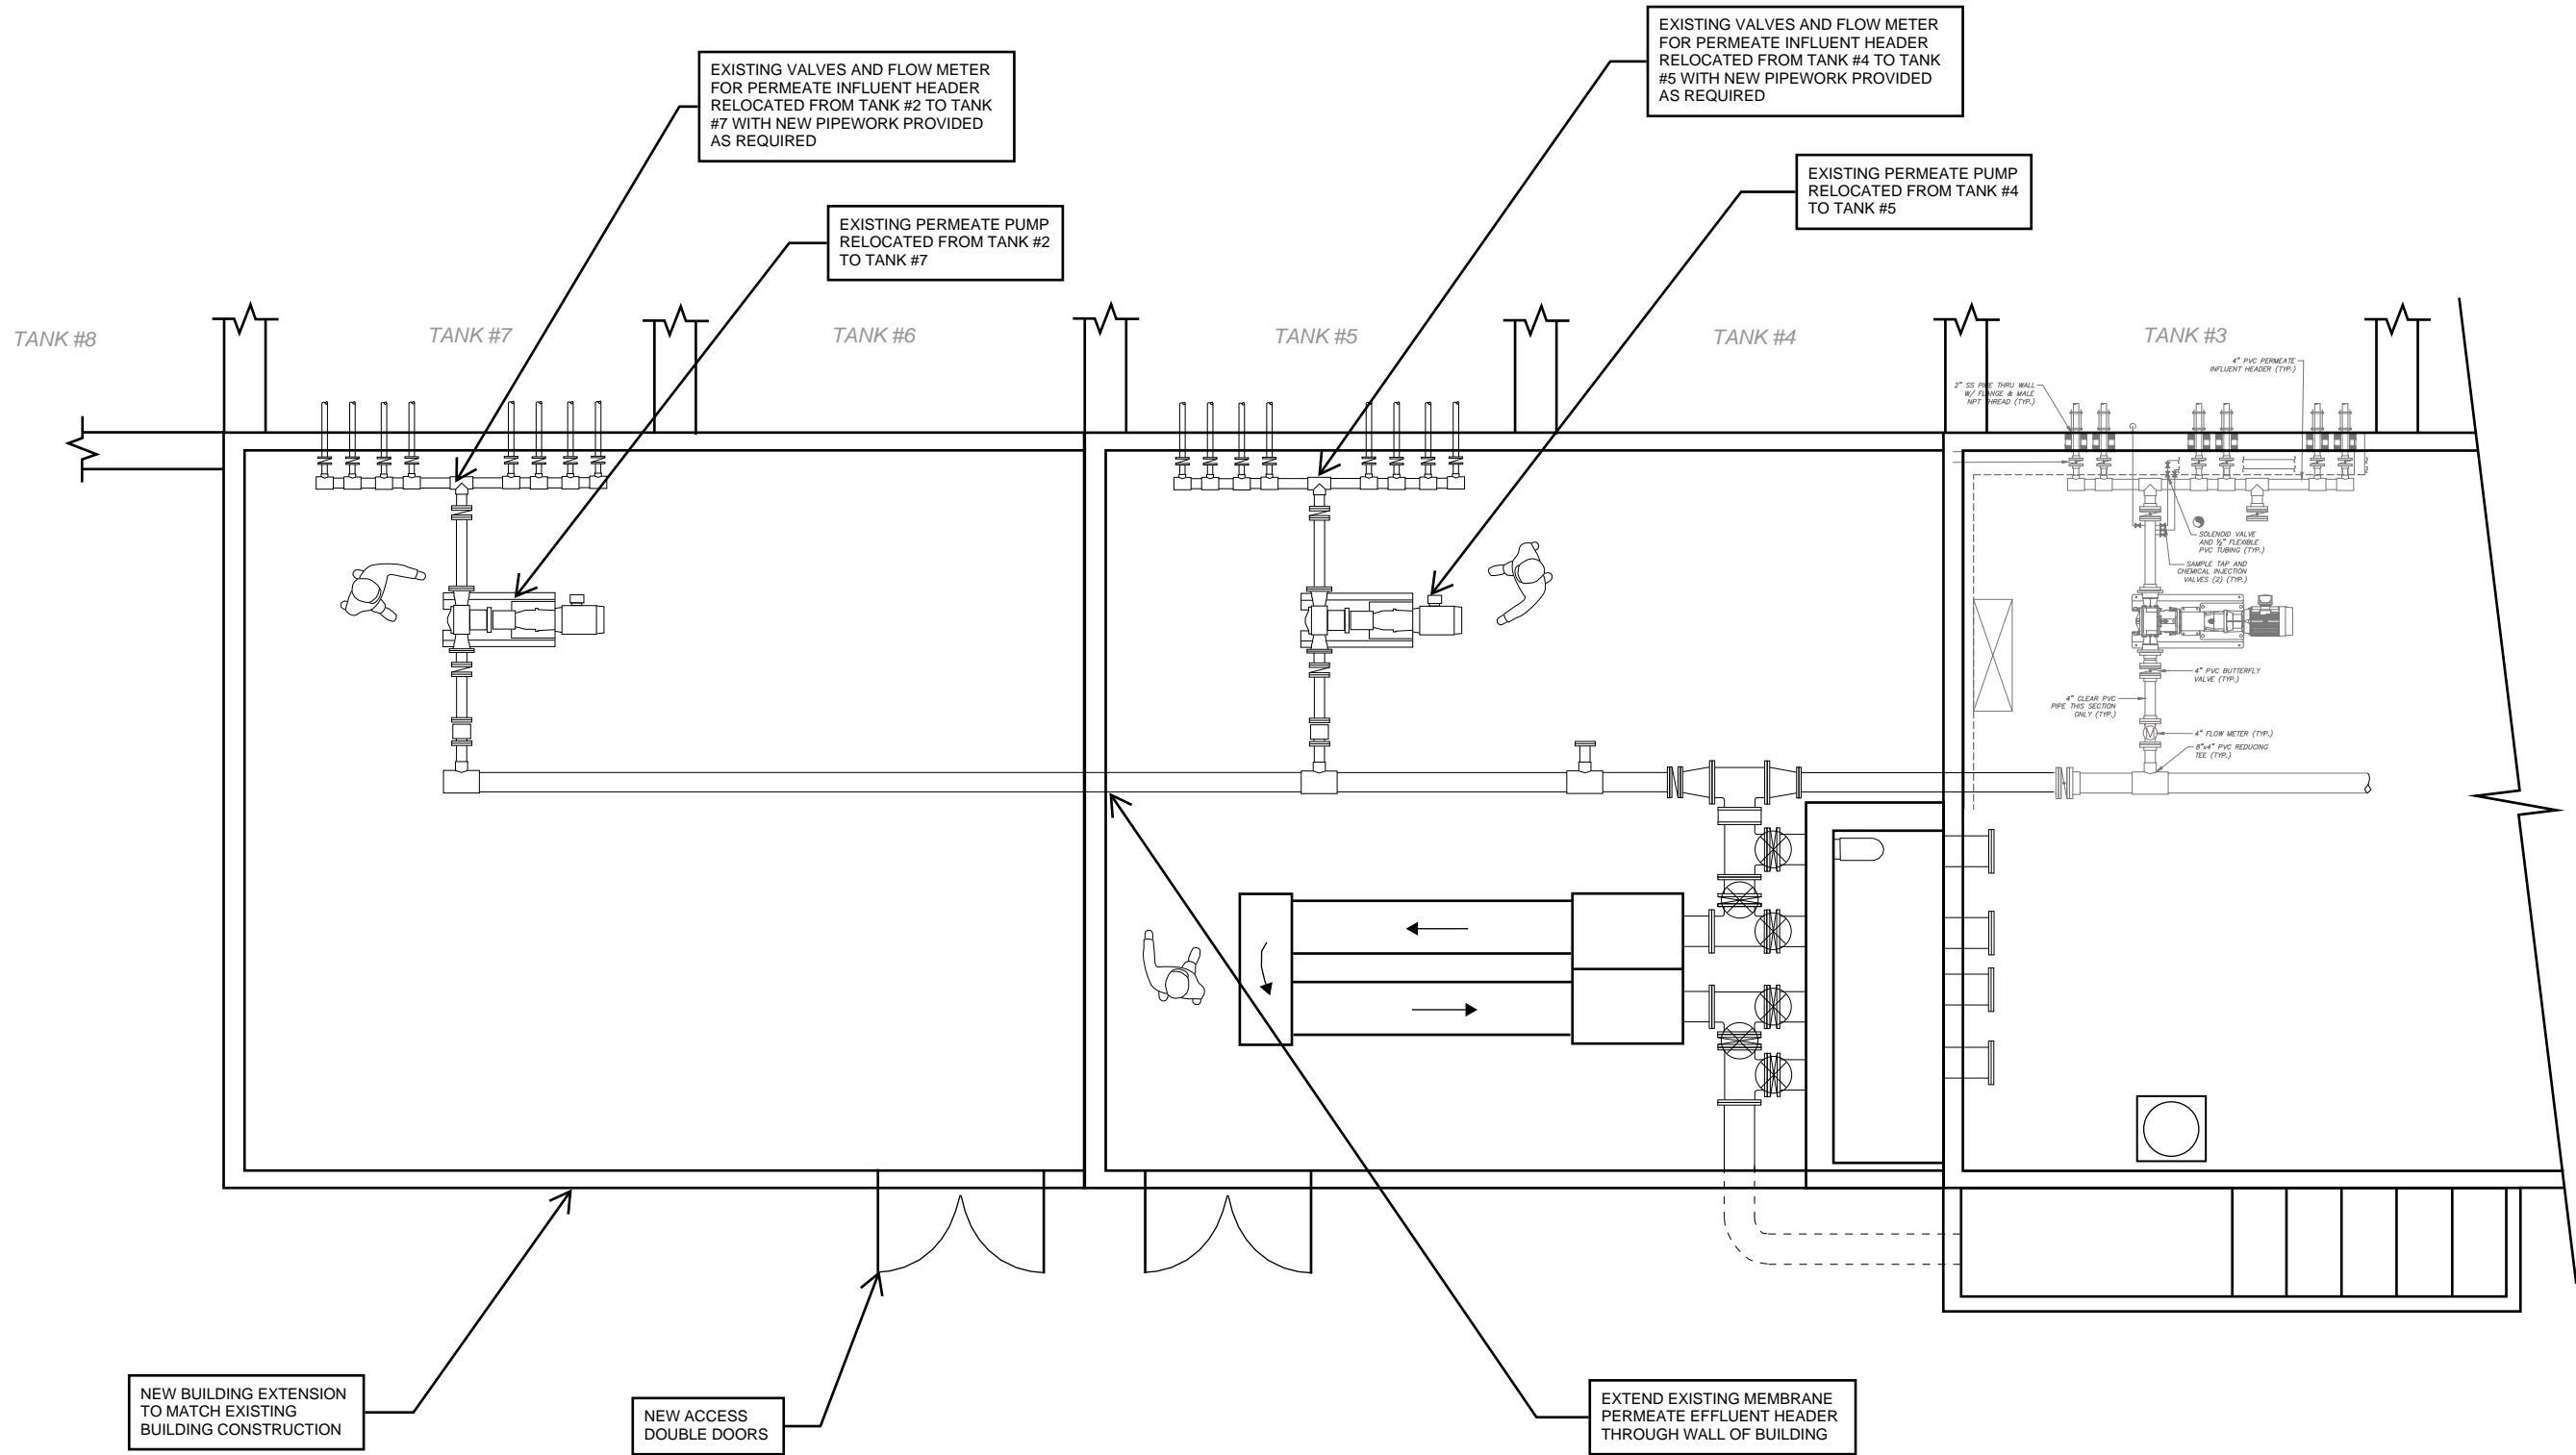 EXISTING VALVES AND FLOW METER
FOR PERMEATE INFLUENT HEADER
RELOCATED FROM TANK #4 TO TANK
#5 WITH NEW PIPEWORK PROVIDED
AS REQUIRED
EXISTING VALVES AND FLOW METER
FOR PERMEATE INFLUENT HEADER
RELOCATED FROM TANK #2 TO TANK
#7 WITH NEW PIPEWORK PROVIDED
AS REQUIRED
EXISTING PERMEATE PUMP
RELOCATED FROM TANK #4
TO TANK #5
EXISTING PERMEATE PUMP
RELOCATED FROM TANK #2
TO TANK #7
TANK #8
TANK #7
TANK #6
TANK #5
TANK #4
TANK #3
4" PVC PERMEATE
INFLUENT HEADER (TYP.)
2" SS PIPE THRU WALL
W/ FLANGE & MALE
NPT THREAD (TYP.)
SOLENOID VALVE
AND ½" FLEXIBLE
PVC TUBING (TYP.)
SAMPLE TAP AND
CHEMICAL INJECTION
VALVES (2) (TYP.)
4" PVC BUTTERFLY
VALVE (TYP.)
4" CLEAR PVC
PIPE THIS SECTION
ONLY (TYP.)
4" FLOW METER (TYP.)
8"x4" PVC REDUCING
TEE (TYP.)
NEW BUILDING EXTENSION
TO MATCH EXISTING
BUILDING CONSTRUCTION
NEW ACCESS
DOUBLE DOORS
EXTEND EXISTING MEMBRANE
PERMEATE EFFLUENT HEADER
THROUGH WALL OF BUILDING